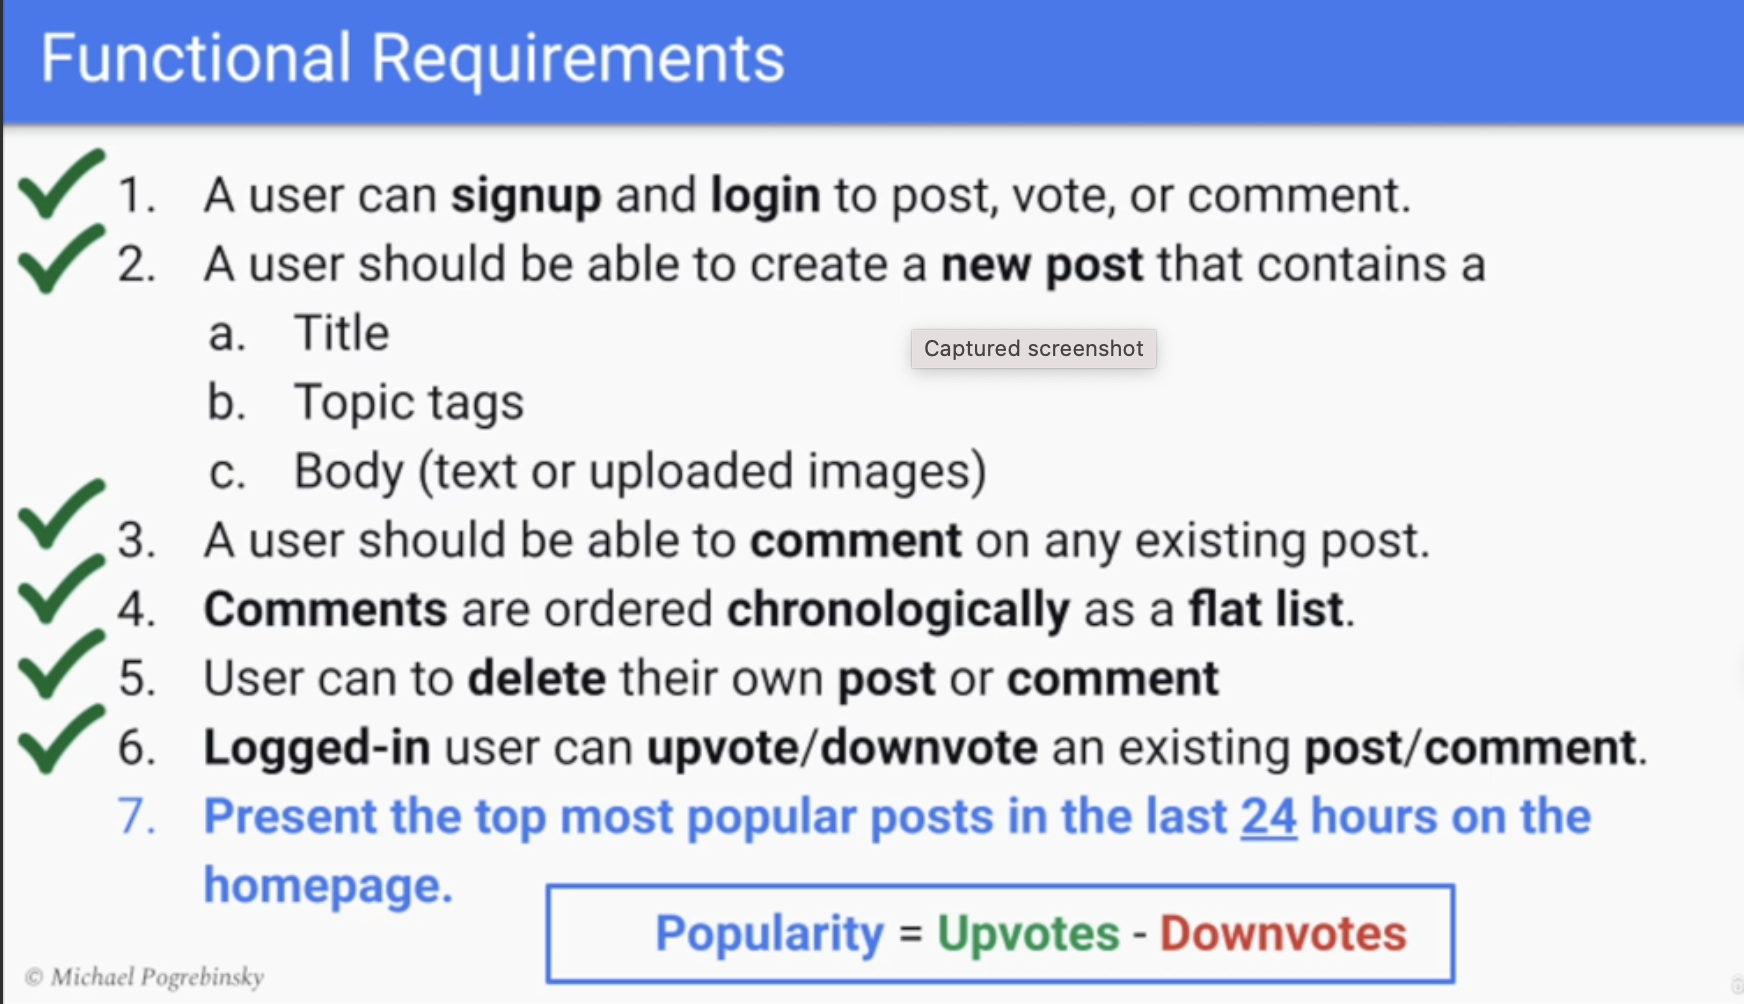 Functional Requirements
1. A user can signup and login to post, vote, or comment.
2. A user should be able to create a new post that contains a
a. Title
Captured screenshot
b. Topic tags
c. Body (text or uploaded images)
3. A user should be able to comment on any existing post.
4. Comments are ordered chronologically as a flat list.
5. User can to delete their own post or comment
6. Logged-in user can upvote/downvote an existing post/comment.
7. Present the top most popular posts in the last 24 hours on the
homepage.
Popularity = Upvotes - Downvotes
© Michael Pogrebinsky